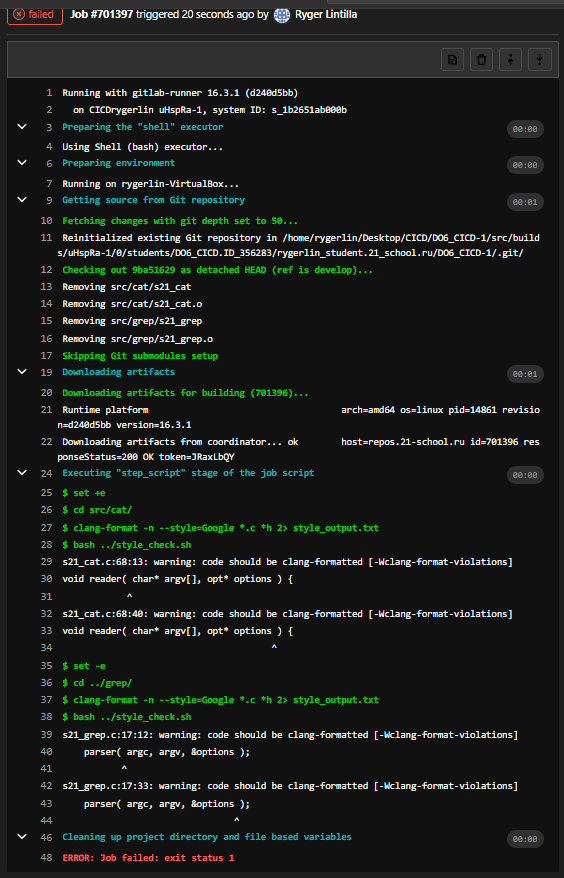 failed Job #701397 triggered 20 seconds ago by Ryger Lintilla
1 Running with gitlab-runner 16.3.1 (d240d5bb)
2 on CICDrygerlin uHspRa-1, system ID: s_1b2651ab000b
3 Preparing the "shell" executor 00:00
4 Using Shell (bash) executor...
6 Preparing environment 00:00
7 Running on rygerlin-VirtualBox...
9 Getting source from Git repository 00:01
10 Fetching changes with git depth set to 50...
11 Reinitialized existing Git repository in /home/rygerlin/Desktop/CICD/DO6_CICD-1/src/build
s/uHspRa-1/0/students/DO6_CICD.ID_356283/rygerlin_student.21_school.ru/DO6_CICD-1/.git/
12 Checking out 9ba51629 as detached HEAD (ref is develop)...
13 Removing src/cat/s21_cat
14 Removing src/cat/s21_cat.o
15 Removing src/grep/s21_grep
16 Removing src/grep/s21_grep.o
17 Skipping Git submodules setup
19 Downloading artifacts 00:01
20 Downloading artifacts for building (701396)...
21 Runtime platform arch=amd64 os=linux pid=14861 revisio
n=d240d5bb version=16.3.1
22 Downloading artifacts from coordinator... ok host=repos.21-school.ru id=701396 res
ponseStatus=200 OK token=JRaxLbQY
24 Executing "step_script" stage of the job script 00:00
25 $ set +e
26 $ cd src/cat/
27 $ clang-format -n --style=Google *.c *h 2> style_output.txt
28 $ bash ../style_check.sh
29 s21_cat.c:68:13: warning: code should be clang-formatted [-Wclang-format-violations]
30 void reader( char* argv[], opt* options ) {
31 ^
32 s21_cat.c:68:40: warning: code should be clang-formatted [-Wclang-format-violations]
33 void reader( char* argv[], opt* options ) {
34 ^
35 $ set -e
36 $ cd ../grep/
37 $ clang-format -n --style=Google *.c *h 2> style_output.txt
38 $ bash ../style_check.sh
39 s21_grep.c:17:12: warning: code should be clang-formatted [-Wclang-format-violations]
40 parser( argc, argv, &options );
41 ^
42 s21_grep.c:17:33: warning: code should be clang-formatted [-Wclang-format-violations]
43 parser( argc, argv, &options );
44 ^
46 Cleaning up project directory and file based variables 00:00
48 ERROR: Job failed: exit status 1